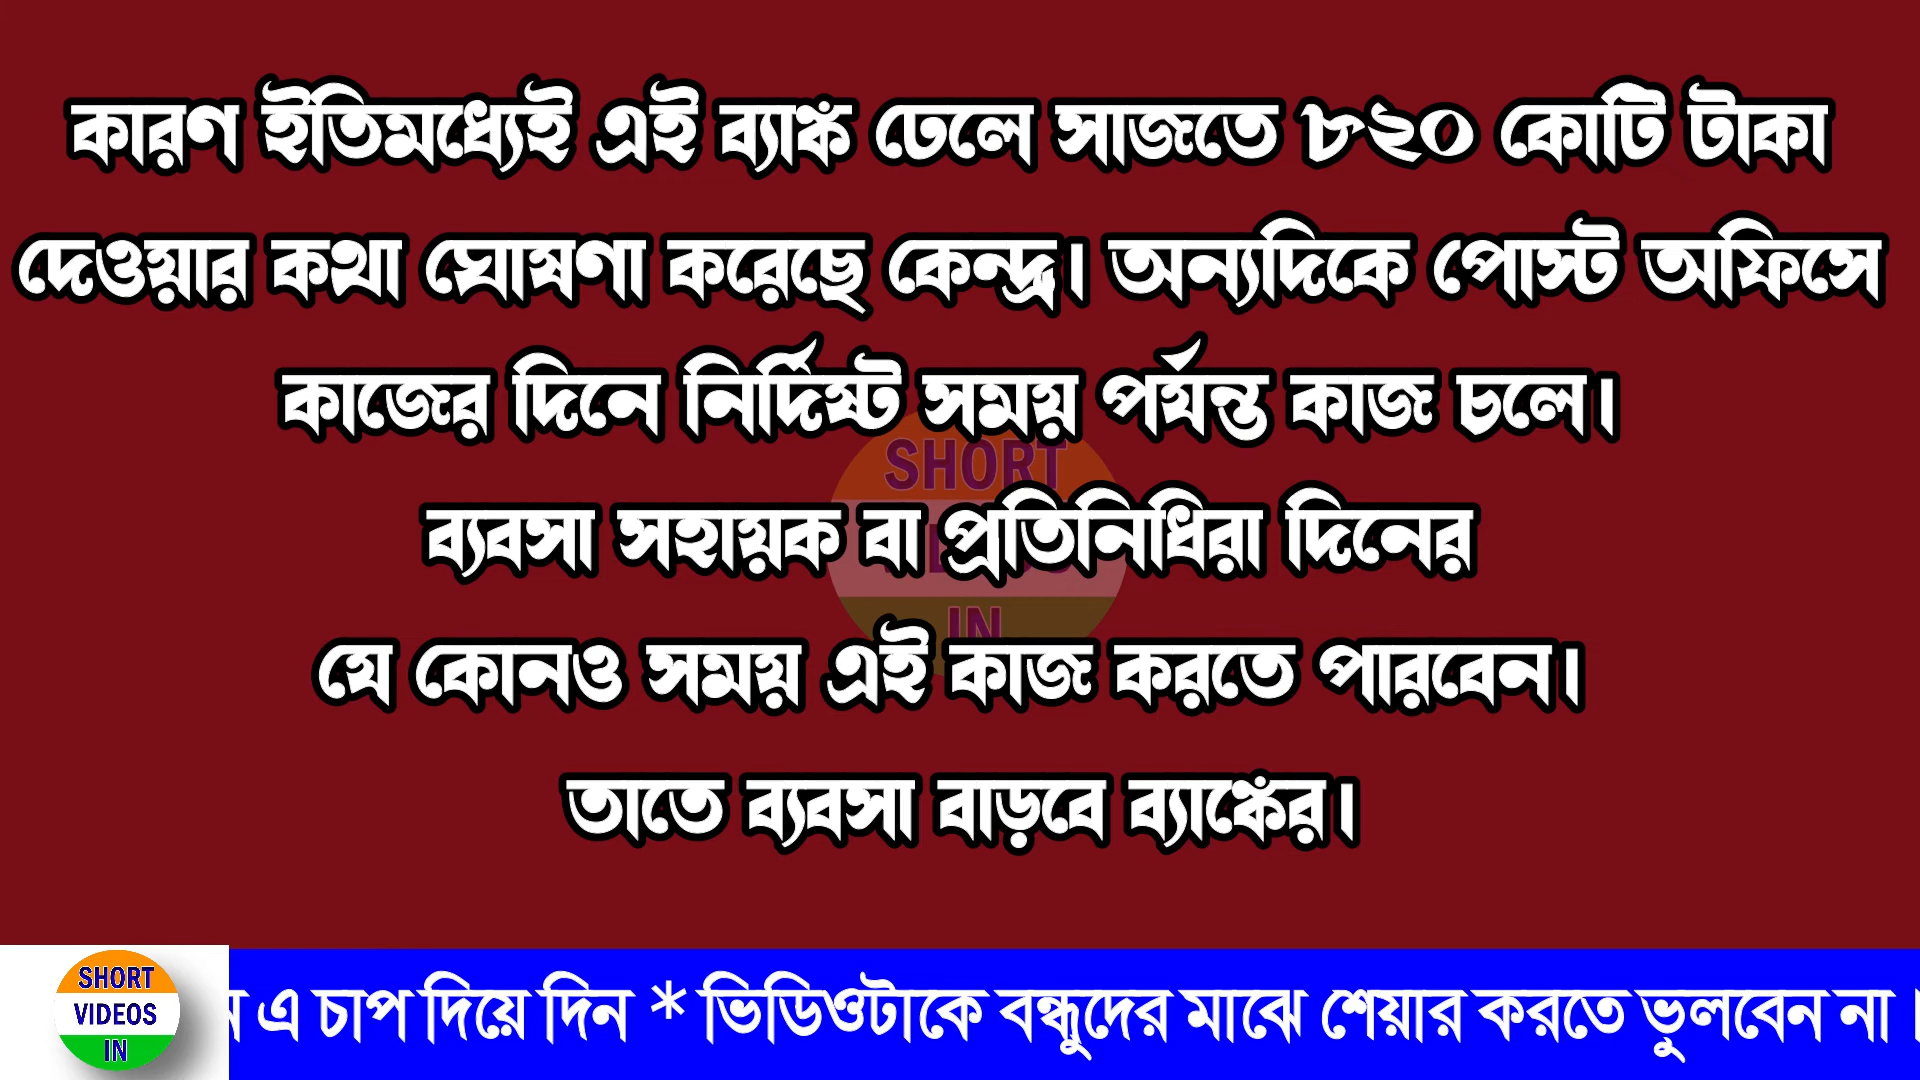 কারণ ইতিমধ্যেই এই ব্যাঙ্ক ঢেলে সাজতে ৮২০ কোটি টাকা
দেওয়ার কথা ঘোষণা করেছে কেন্দ্র। অন্যদিকে পোস্ট অফিসে
কাজের দিনে নির্দিষ্ট সময় পর্যন্ত কাজ চলে।
ব্যবসা সহায়ক বা প্রতিনিধিরা দিনের
যে কোনও সময় এই কাজ করতে পারবেন।
তাতে ব্যবসা বাড়বে ব্যাঙ্কের।
SHORT
IN
SHORT
VIDEOS
IN
এ চাপ দিয়ে দিন * ভিডিওটাকে বন্ধুদের মাঝে শেয়ার করতে ভুলবেন না।